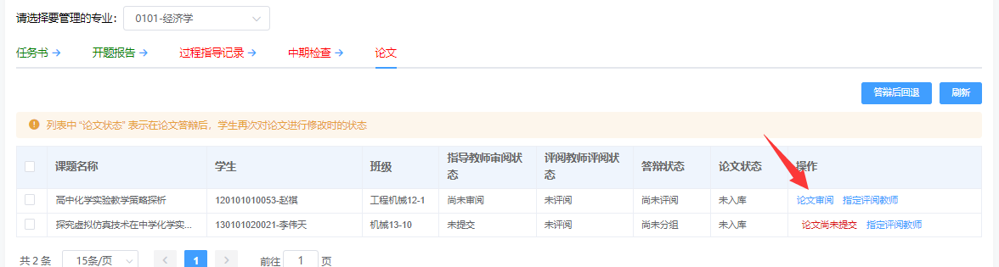 请选择要管理的专业： 0101-经济学
任务书 → 开题报告 → 过程指导记录 → 中期检查 → 论文
答辩后回退 刷新
列表中 “论文状态” 表示在论文答辩后，学生再次对论文进行修改时的状态
课题名称 学生 班级 指导教师审阅状态 评阅教师评阅状态 答辩状态 论文状态 操作
高中化学实验教学策略探析 120101010053-赵祺 工程机械12-1 尚未审阅 未评阅 尚未评阅 未入库 论文审阅 指定评阅教师
探究虚拟仿真技术在中学化学实... 130101020021-李伟天 机械13-10 未提交 未评阅 尚未分组 未入库 论文尚未提交 指定评阅教师
共 2 条 15条/页 1 前往 1 页